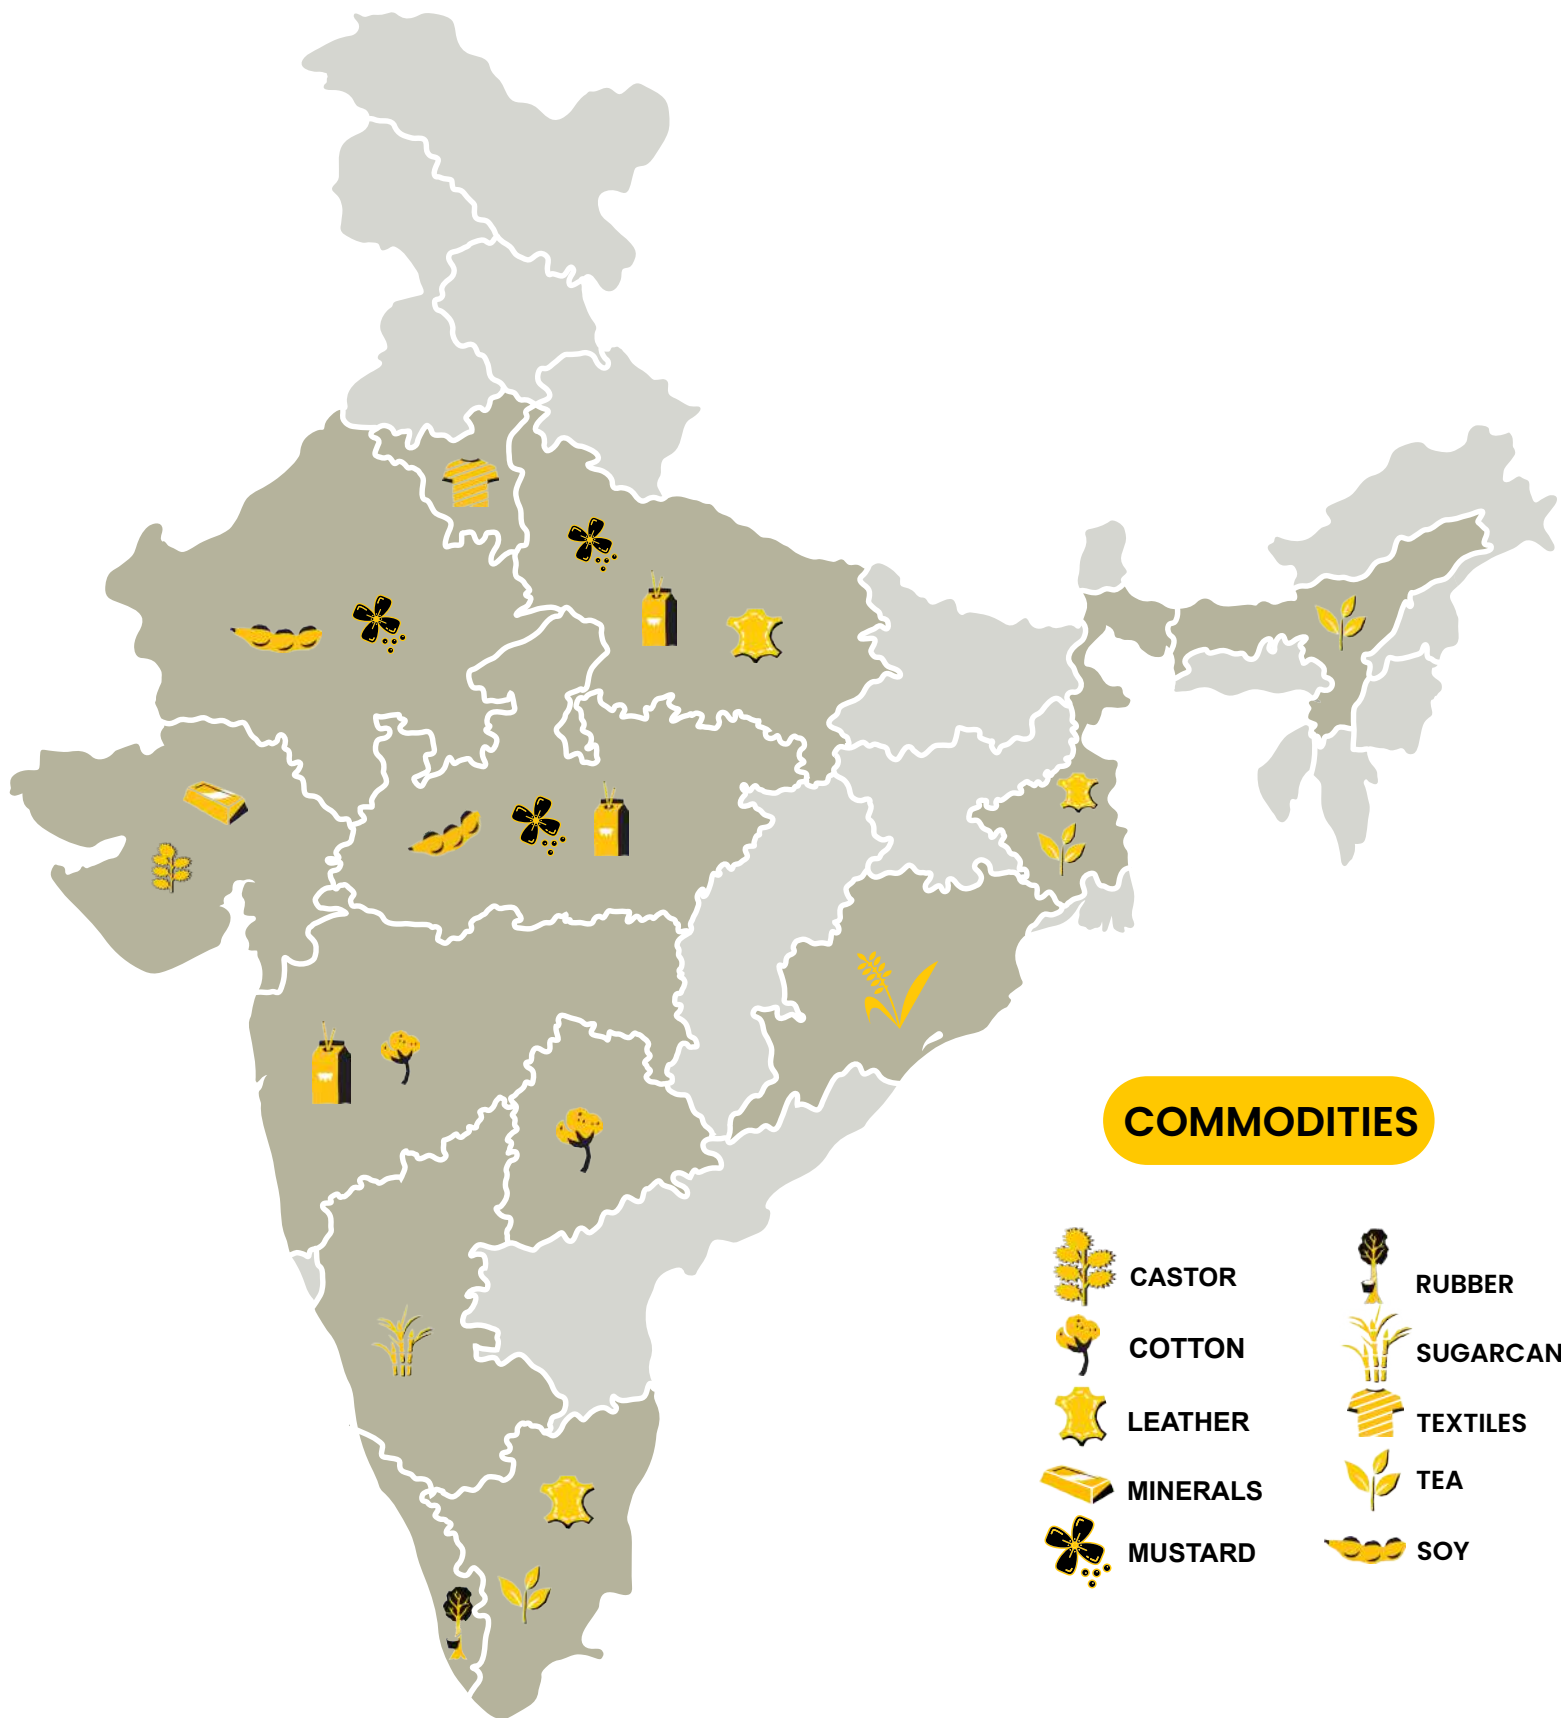 COMMODITIES
CASTOR
COTTON
LEATHER
MINERALS
MUSTARD
RUBBER
SUGARCAN
TEXTILES
TEA
SOY